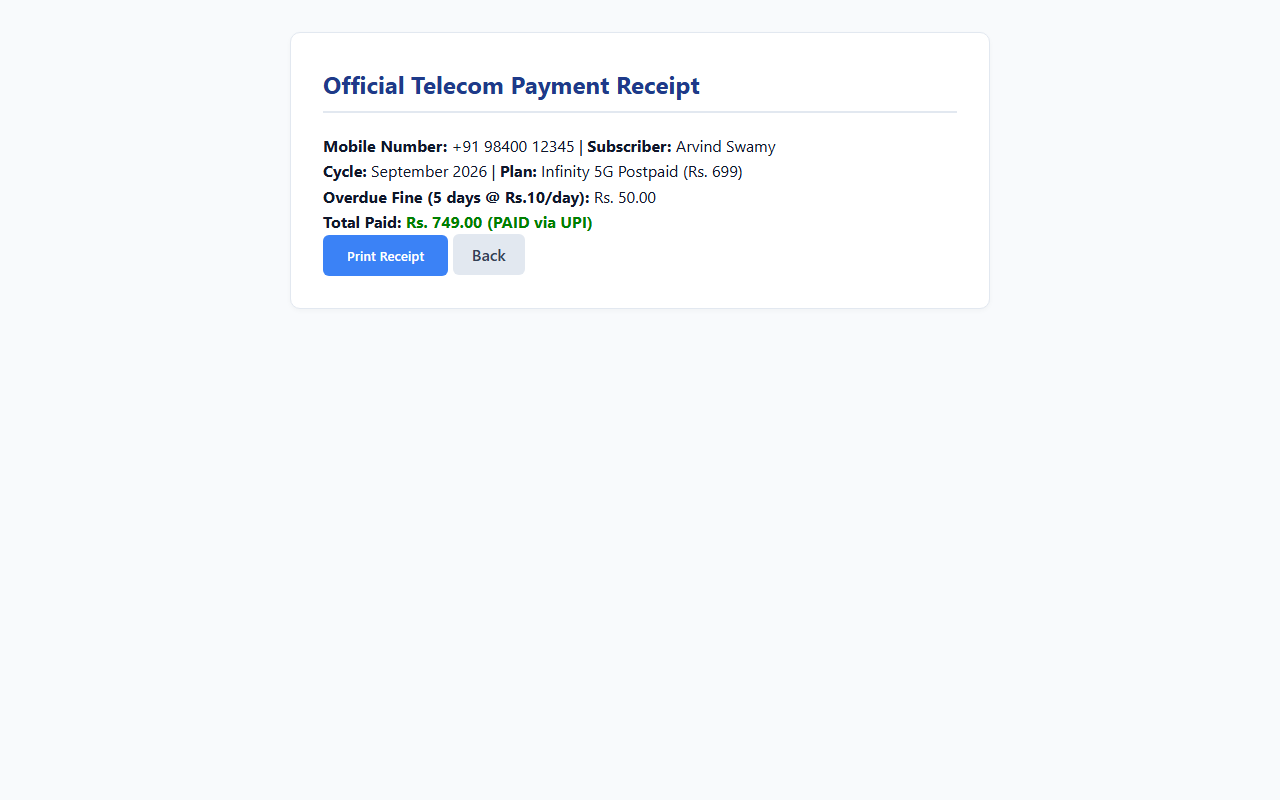 Official Telecom Payment Receipt
Mobile Number: +91 98400 12345 | Subscriber: Arvind Swamy
Cycle: September 2026 | Plan: Infinity 5G Postpaid (Rs. 699)
Overdue Fine (5 days @ Rs.10/day): Rs. 50.00
Total Paid: Rs. 749.00 (PAID via UPI)
Print Receipt Back